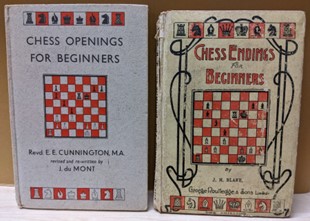 CHESS OPENINGS
FOR BEGINNERS
Revd. E. E. CUNNINGTON, M.A.
revised and re-written by
J. du MONT
CHESS ENDINGS
FOR
BEGINNERS
By
J. H. BLAKE
George Routledge & Sons London